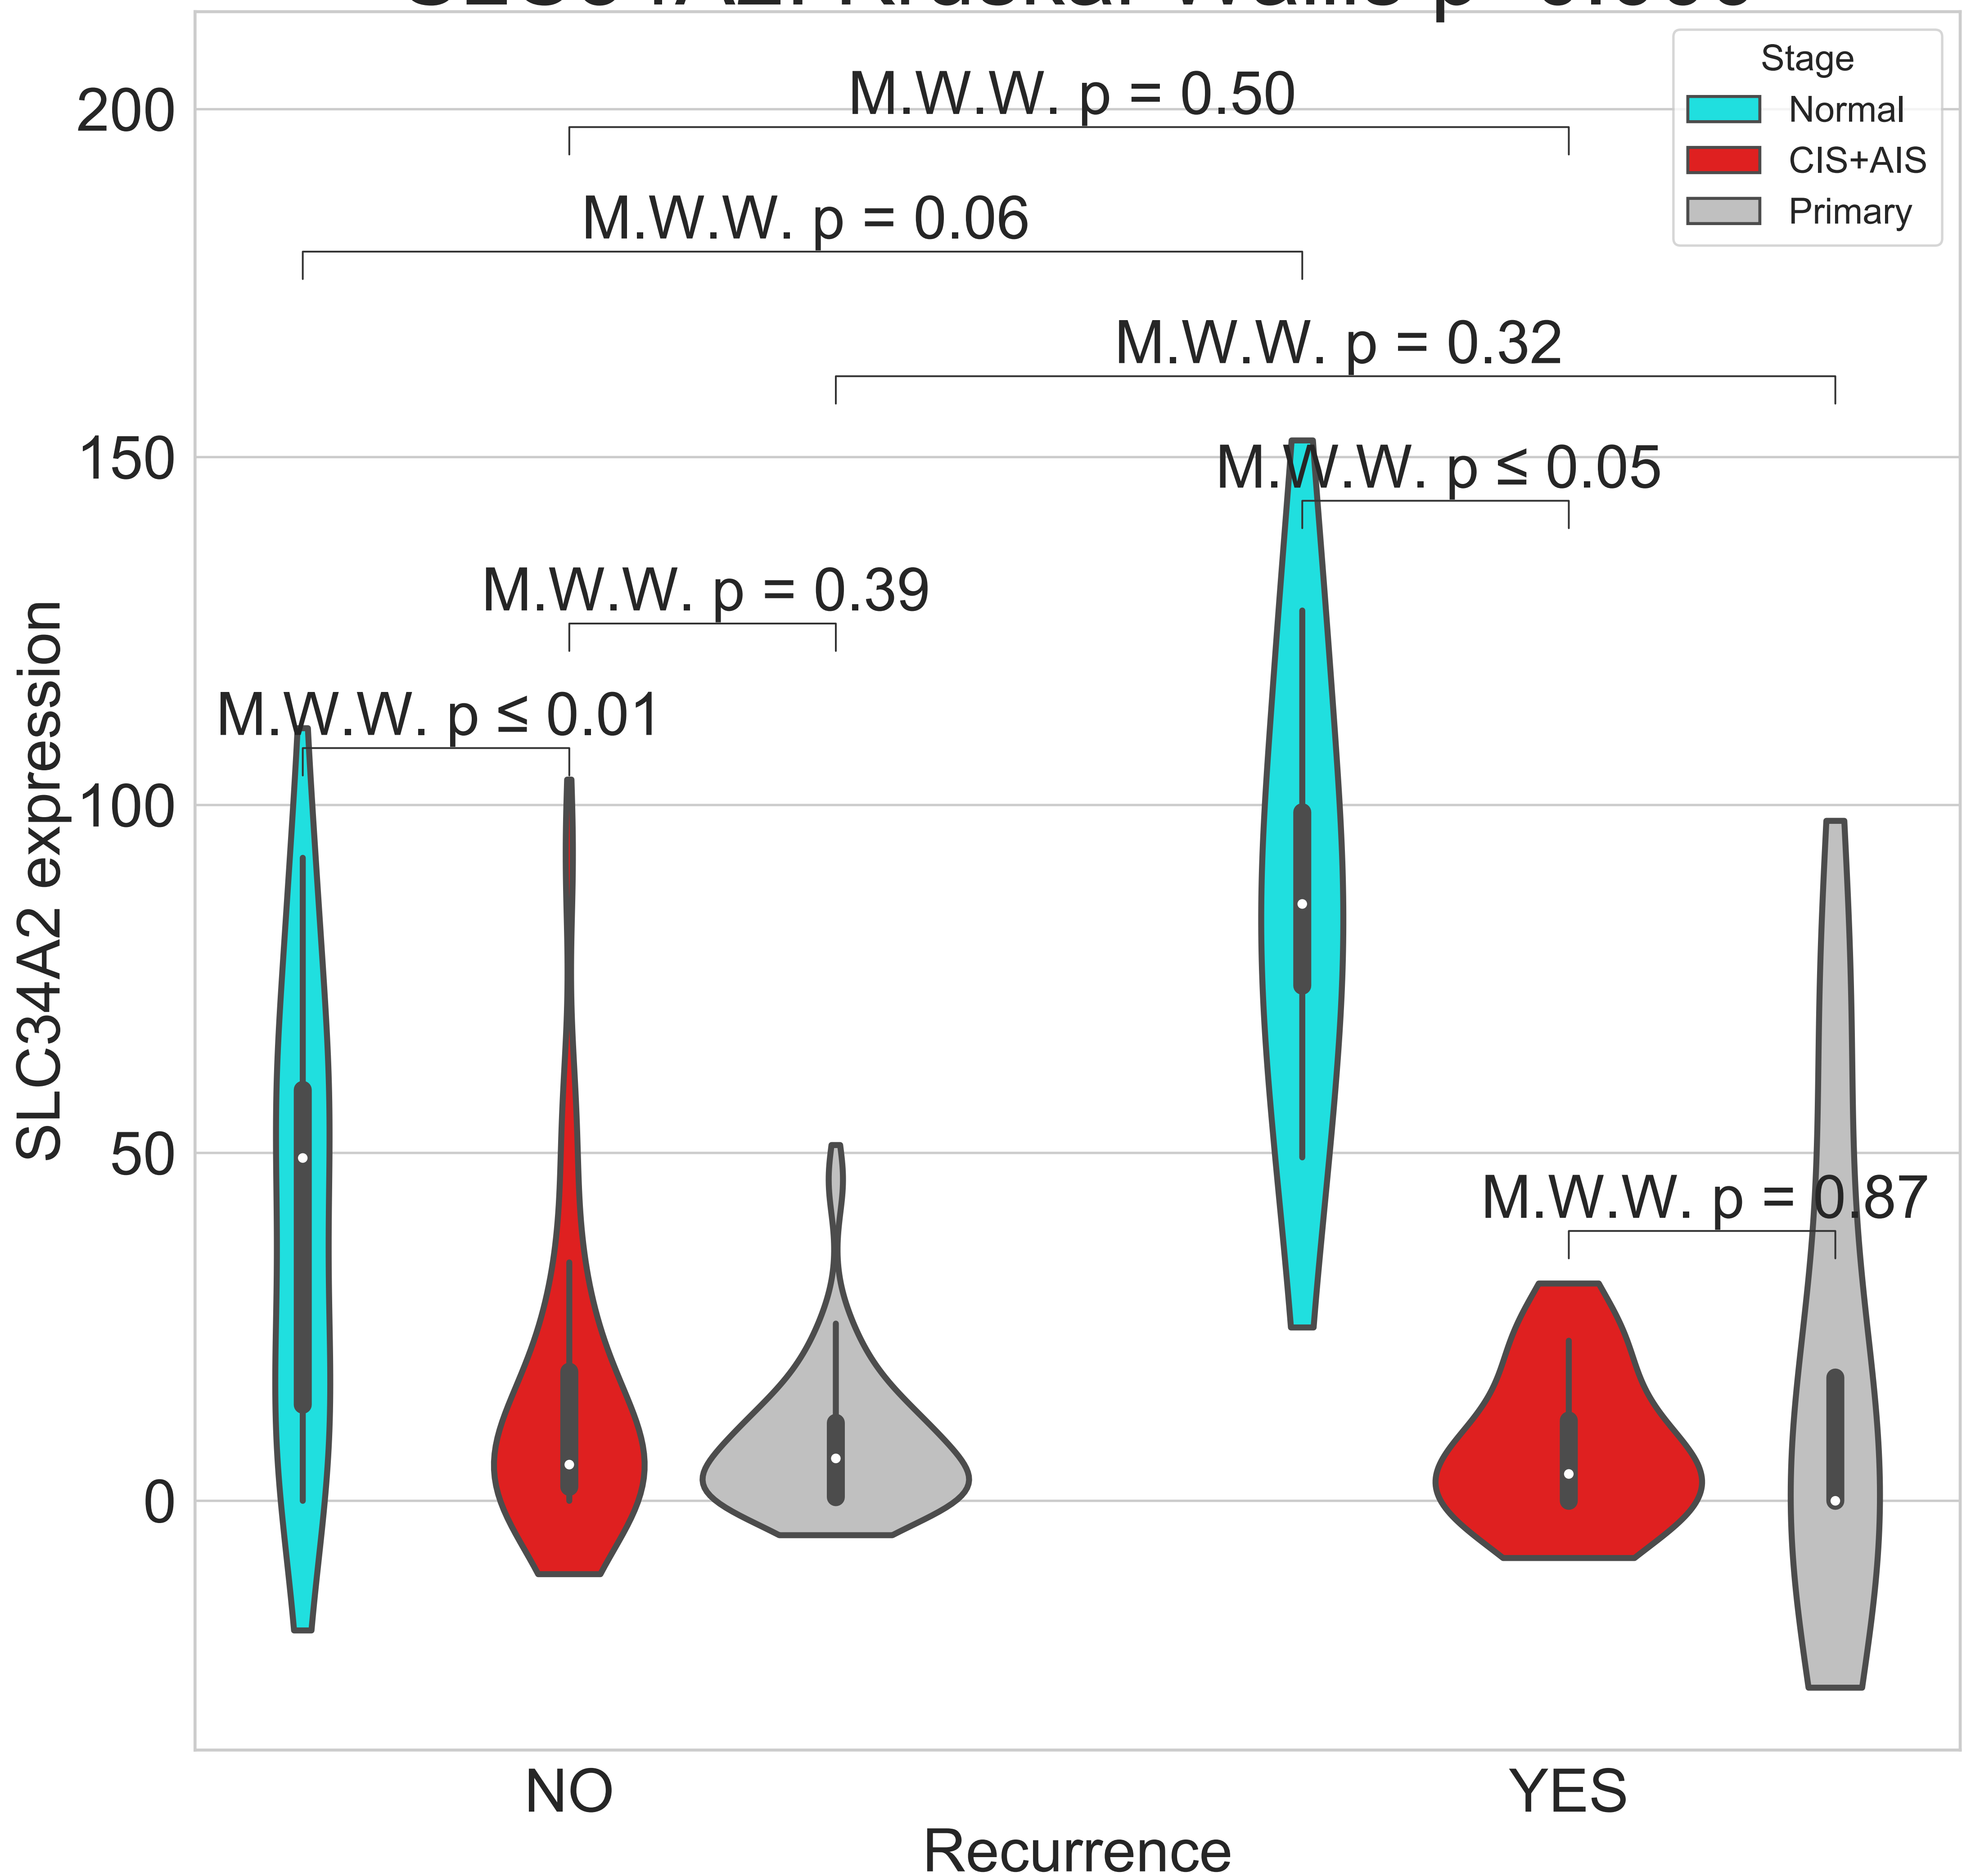 Stage
Normal
CIS+AIS
Primary
M.W.W. p = 0.50
M.W.W. p = 0.06
M.W.W. p = 0.32
M.W.W. p ≤ 0.05
M.W.W. p = 0.39
M.W.W. p ≤ 0.01
M.W.W. p = 0.87
200
150
100
50
0
SLC34A2 expression
NO
YES
Recurrence